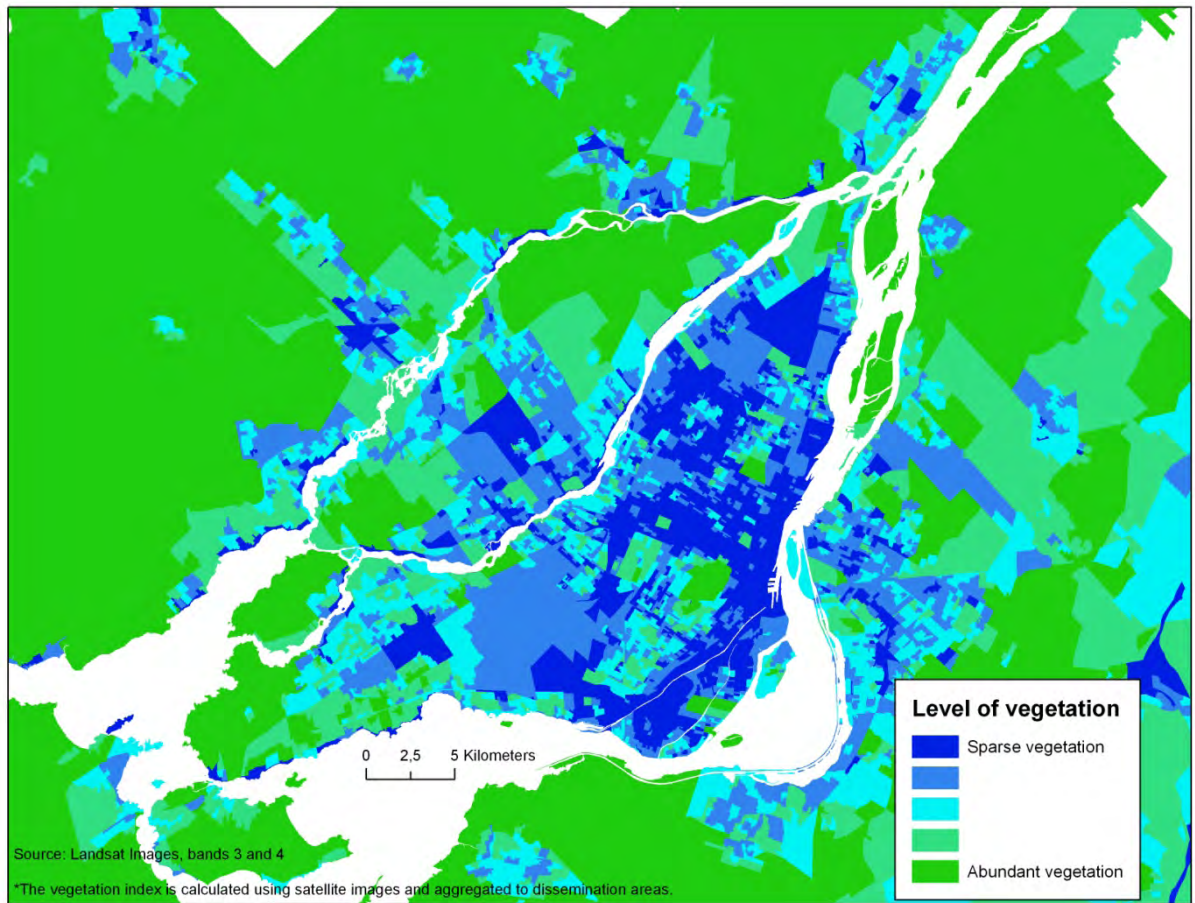 Level of vegetation
Sparse vegetation
Abundant vegetation
0 2,5 5 Kilometers
Source: Landsat Images, bands 3 and 4
*The vegetation index is calculated using satellite images and aggregated to dissemination areas.